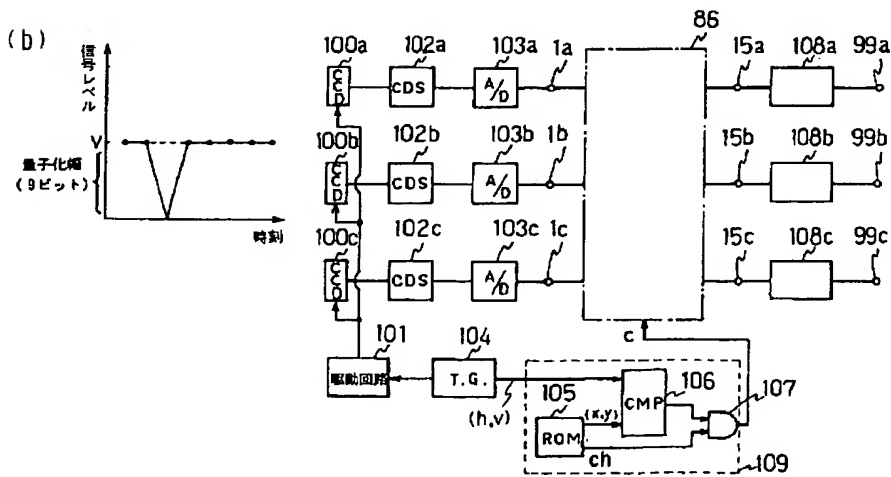 (b)
信号レベル
V
量子化幅
(9ビット)
時刻
86
100a
102a
103a
1a
15a
108a
99a
CCD
CDS
A/D
100b
102b
103b
1b
15b
108b
99b
CCD
CDS
A/D
100c
102c
103c
1c
15c
108c
99c
CCD
CDS
A/D
C
101
104
駆動回路
T.G.
(h,v)
105
106
107
CMP
(x,y)
ROM
ch
109